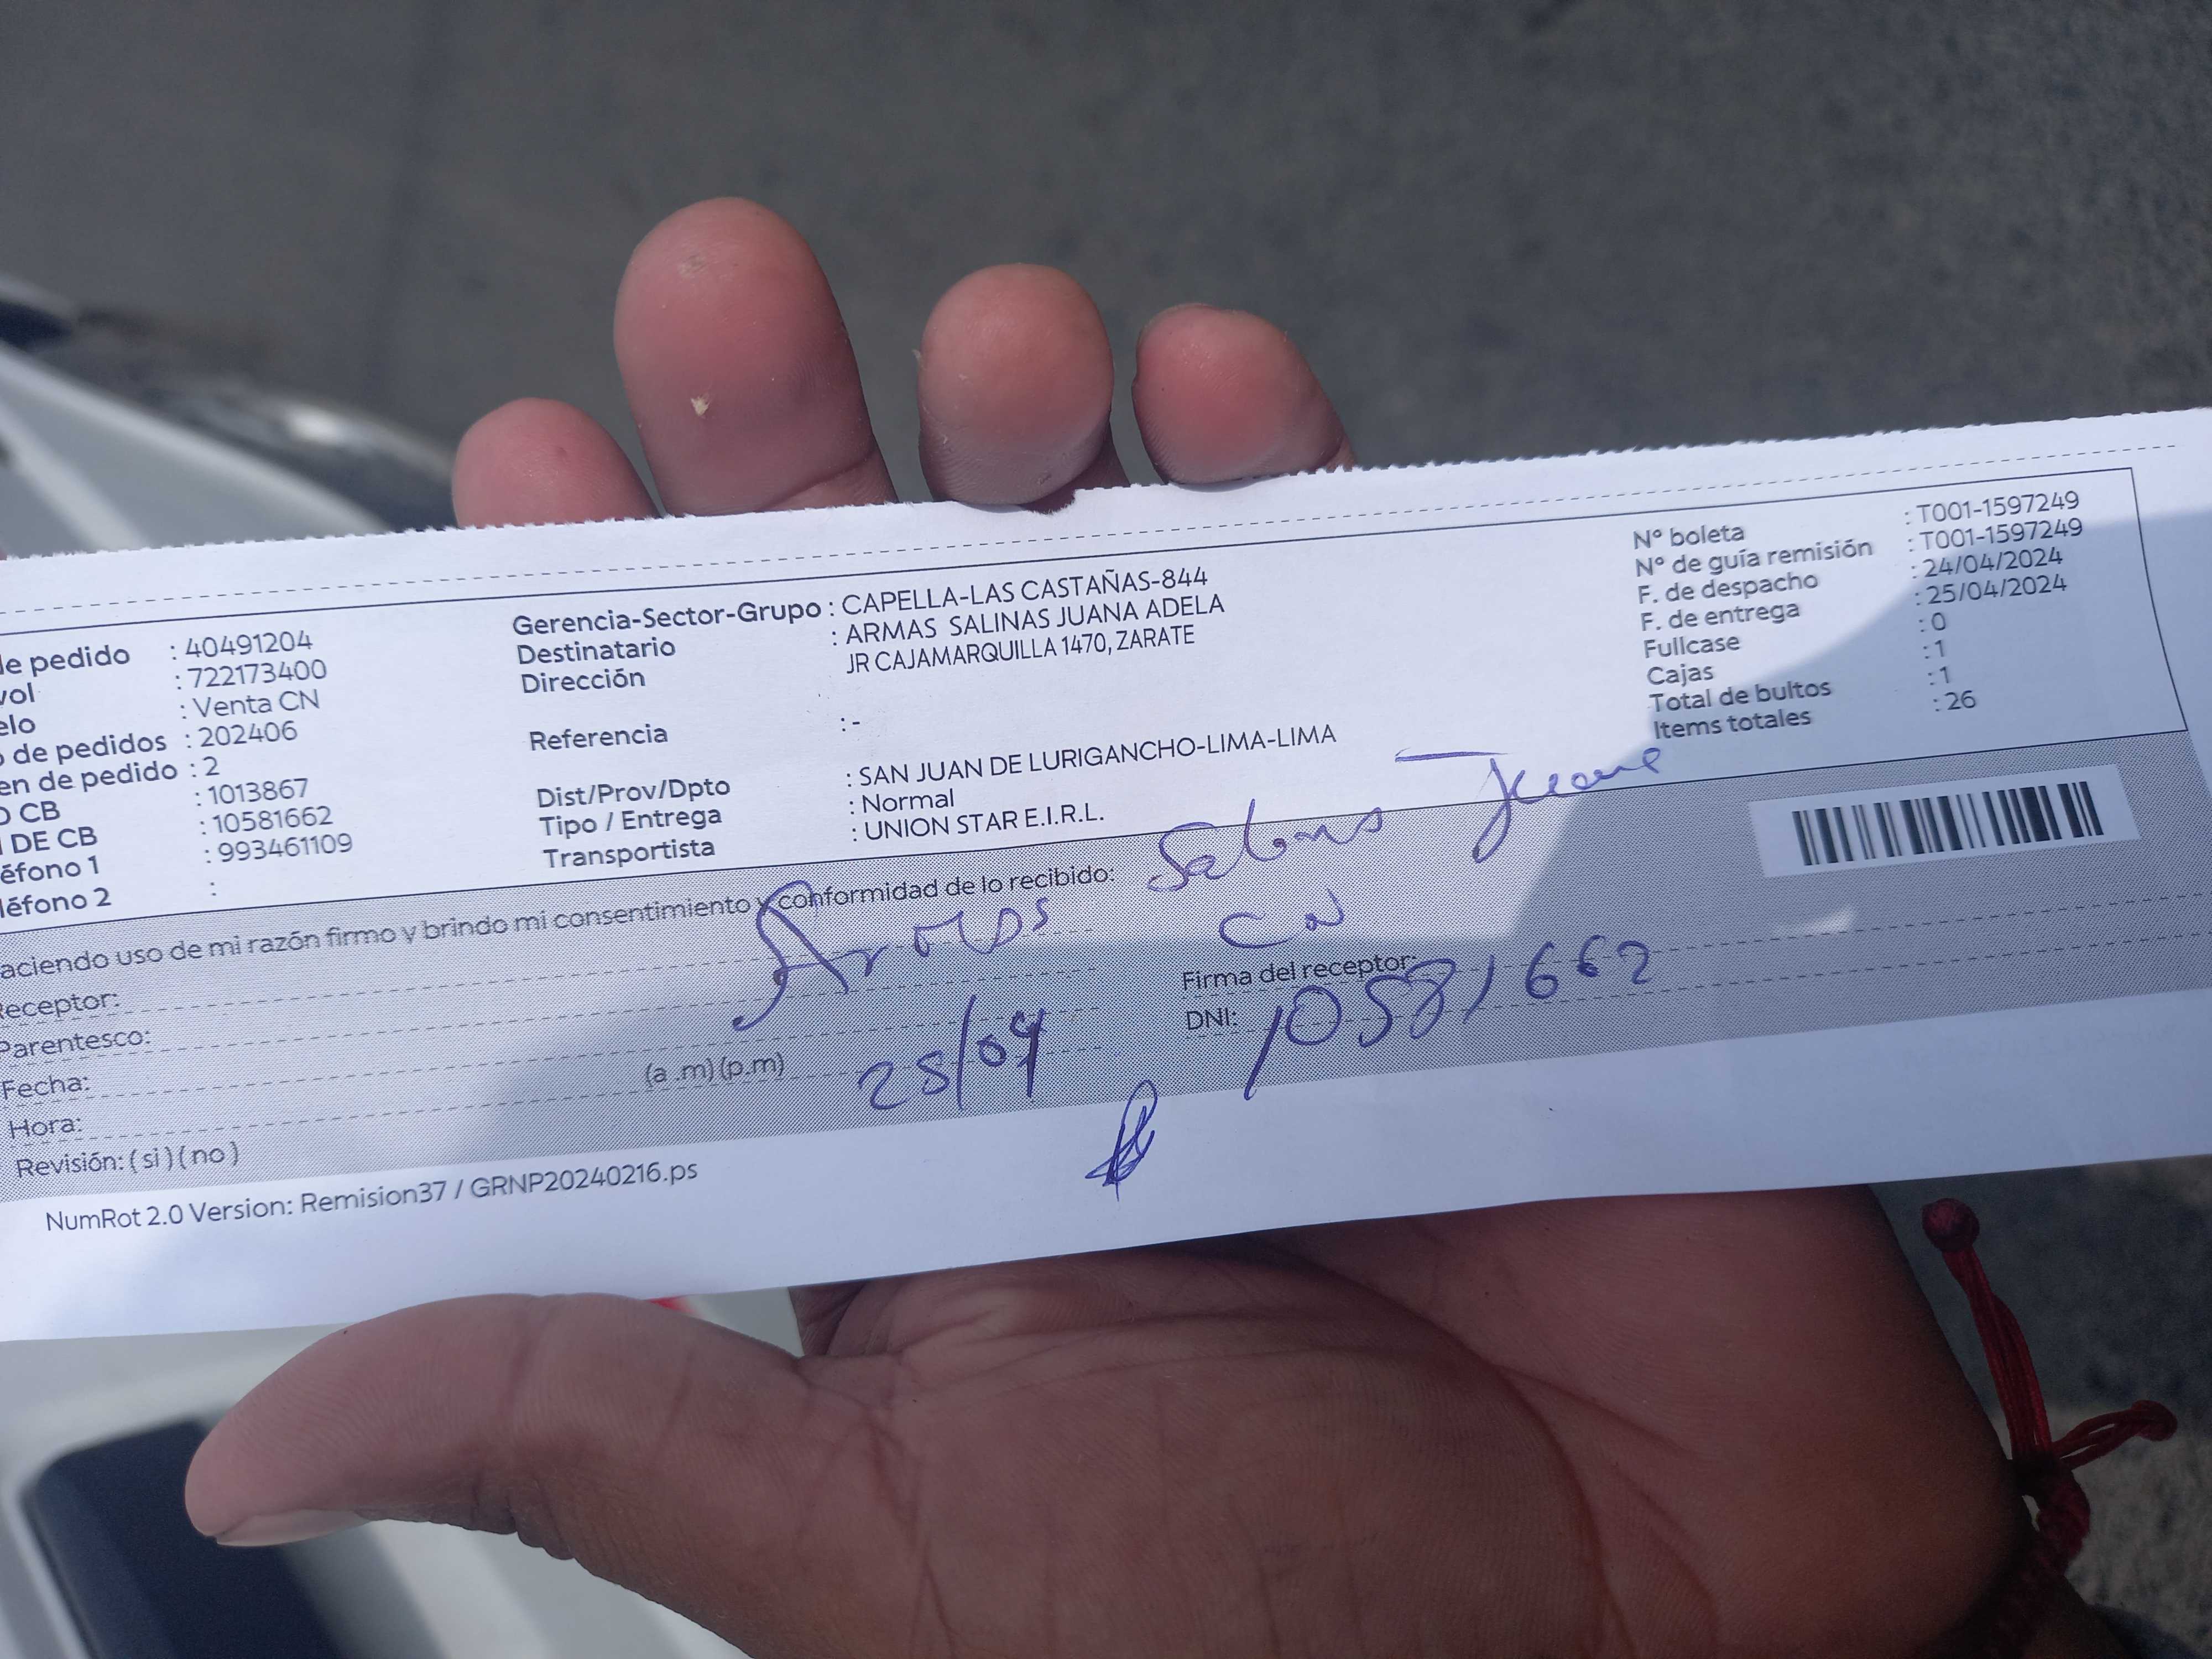 de pedido : 40491204
vol : 722173400
elo : Venta CN
de pedidos : 202406
en de pedido : 2
CB : 1013867
DE CB : 10581662
éfono 1 : 993461109
léfono 2 :
Gerencia-Sector-Grupo : CAPELLA-LAS CASTAÑAS-844
Destinatario : ARMAS SALINAS JUANA ADELA
Dirección JR CAJAMARQUILLA 1470, ZARATE
Referencia : -
Dist/Prov/Dpto : SAN JUAN DE LURIGANCHO-LIMA-LIMA
Tipo / Entrega : Normal
Transportista : UNION STAR E.I.R.L.
N° boleta : T001-1597249
N° de guía remisión : T001-1597249
F. de despacho : 24/04/2024
F. de entrega : 25/04/2024
Fullcase : 0
Cajas : 1
Total de bultos : 1
Items totales : 26
aciendo uso de mi razón firmo y brindo mi consentimiento y conformidad de lo recibido:
Receptor:
Parentesco: CN
Fecha: 25/04
Hora: (a .m) (p.m)
Revisión: ( si ) ( no )
Firma del receptor:
DNI: 10581662
NumRot 2.0 Version: Remision37 / GRNP20240216.ps